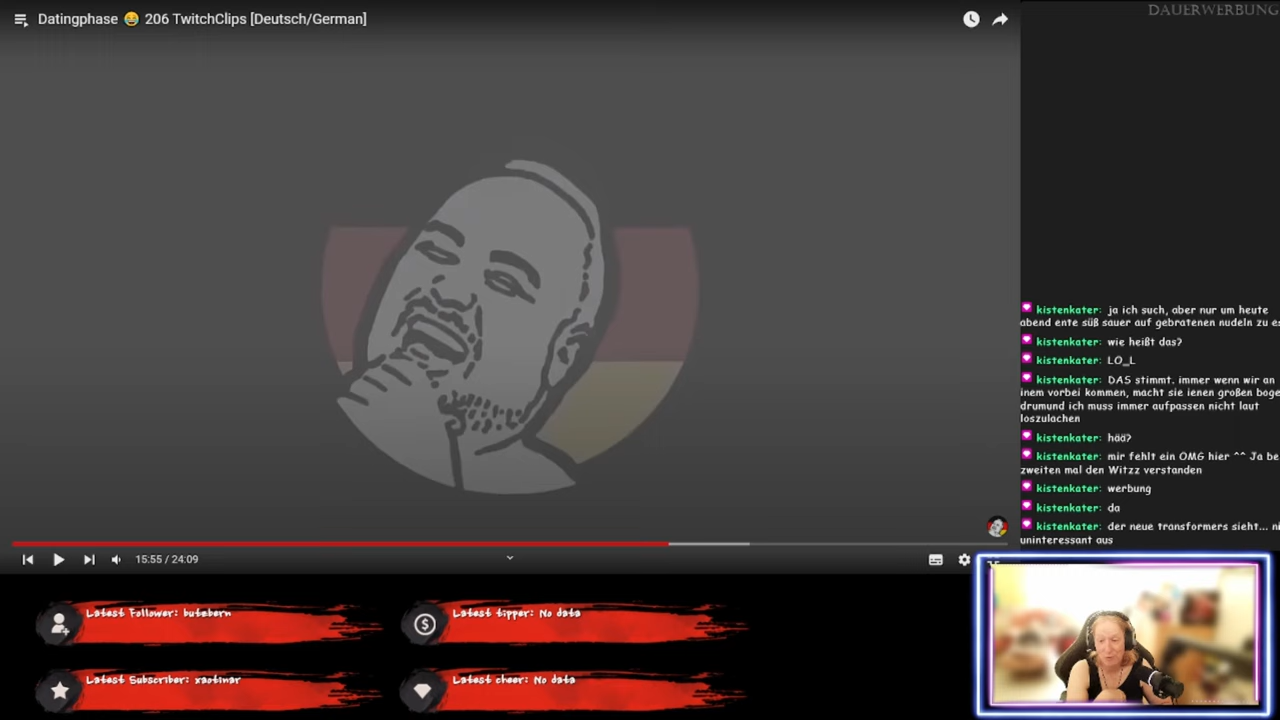 Datingphase 😂 206 TwitchClips [Deutsch/German]
DAUERWERBUNG
kistenkater: ja ich such, aber nur um heute
abend ente süß sauer auf gebratenen nudeln zu
kistenkater: wie heißt das?
kistenkater: LO_L
kistenkater: DAS stimmt. immer wenn wir an
inem vorbei kommen, macht sie ienen großen
drumund ich muss immer aufpassen nicht laut
loszulachen
kistenkater: hää?
kistenkater: mir fehlt ein OMG hier ^^ Ja
zweiten mal den Witzz verstanden
kistenkater: werbung
kistenkater: da
kistenkater: der neue transformers sieht...
uninteressant aus
15:55 / 24:09
Latest Follower: butebern
Latest tipper: No data
Latest Subscriber: xaotinar
Latest cheer: No data